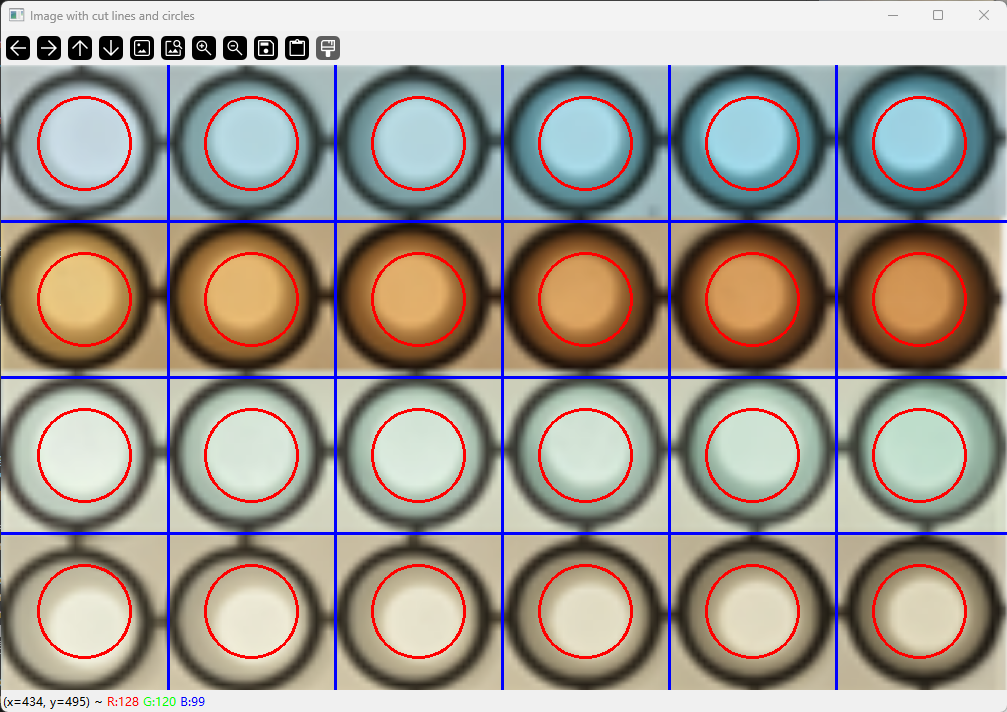 Image with cut lines and circles
(x=434, y=495) ~ R:128 G:120 B:99